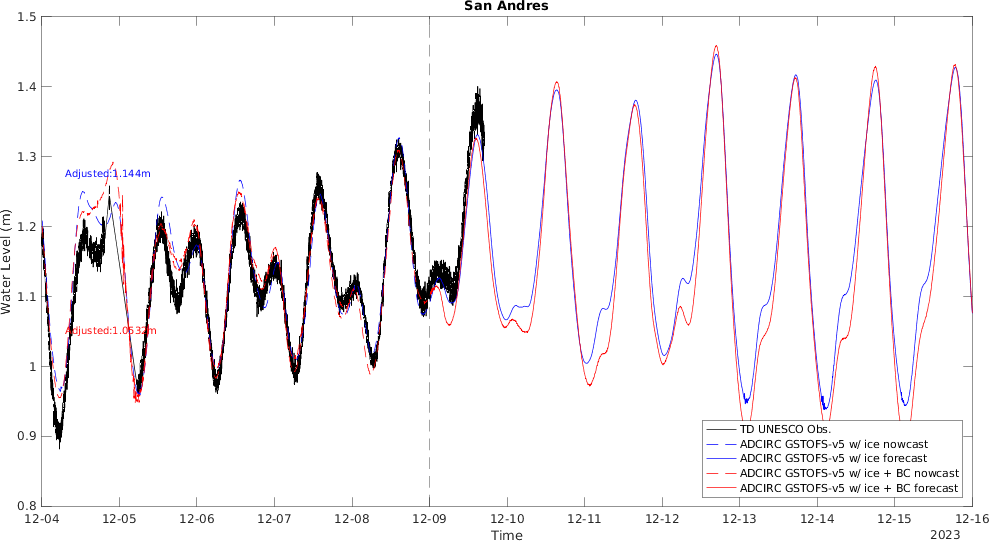 San Andres
1.5
1.4
1.3
1.2
1.1
1
0.9
0.8
Water Level (m)
Adjusted:1.144m
Adjusted:1.0532m
TD UNESCO Obs.
ADCIRC GSTOFS-v5 w/ ice nowcast
ADCIRC GSTOFS-v5 w/ ice forecast
ADCIRC GSTOFS-v5 w/ ice + BC nowcast
ADCIRC GSTOFS-v5 w/ ice + BC forecast
12-04 12-05 12-06 12-07 12-08 12-09 12-10 12-11 12-12 12-13 12-14 12-15 12-16
Time
2023